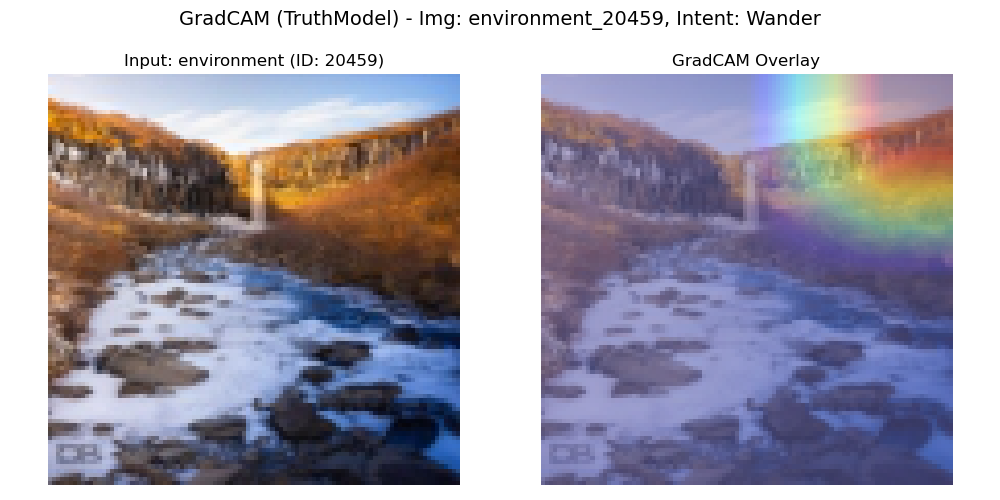 GradCAM (TruthModel) - Img: environment_20459, Intent: Wander
Input: environment (ID: 20459)
GradCAM Overlay